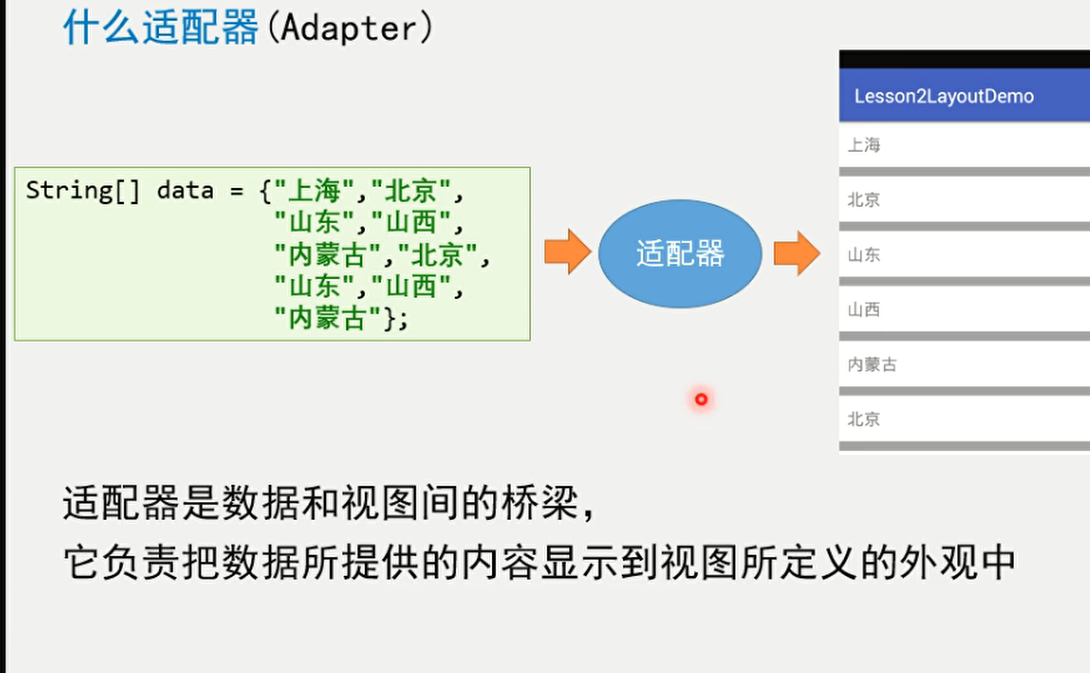 什么适配器(Adapter)
String[] data = {"上海","北京",
"山东","山西",
"内蒙古","北京",
"山东","山西",
"内蒙古"};
适配器
Lesson2LayoutDemo
上海
北京
山东
山西
内蒙古
北京
适配器是数据和视图间的桥梁，
它负责把数据所提供的内容显示到视图所定义的外观中